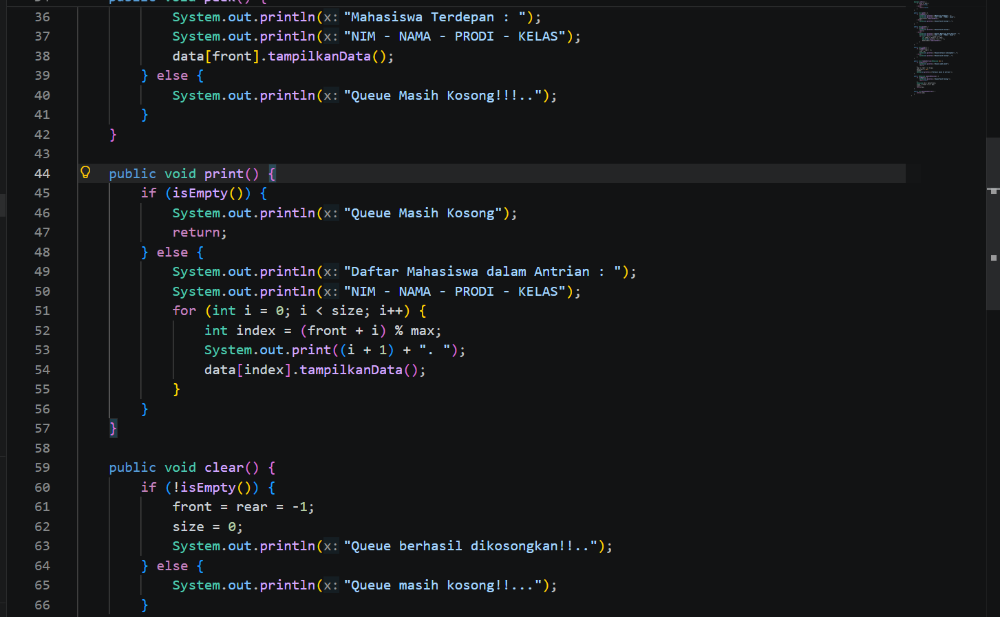 36 System.out.println(x: "Mahasiswa Terdepan : ");
37 System.out.println(x: "NIM - NAMA - PRODI - KELAS");
38 data[front].tampilkanData();
39 } else {
40 System.out.println(x: "Queue Masih Kosong!!!..");
41 }
42 }
43
44 public void print() {
45 if (isEmpty()) {
46 System.out.println(x: "Queue Masih Kosong");
47 return;
48 } else {
49 System.out.println(x: "Daftar Mahasiswa dalam Antrian : ");
50 System.out.println(x: "NIM - NAMA - PRODI - KELAS");
51 for (int i = 0; i < size; i++) {
52 int index = (front + i) % max;
53 System.out.print((i + 1) + ". ");
54 data[index].tampilkanData();
55 }
56 }
57 }
58
59 public void clear() {
60 if (!isEmpty()) {
61 front = rear = -1;
62 size = 0;
63 System.out.println(x: "Queue berhasil dikosongkan!!..");
64 } else {
65 System.out.println(x: "Queue masih kosong!!...");
66 }